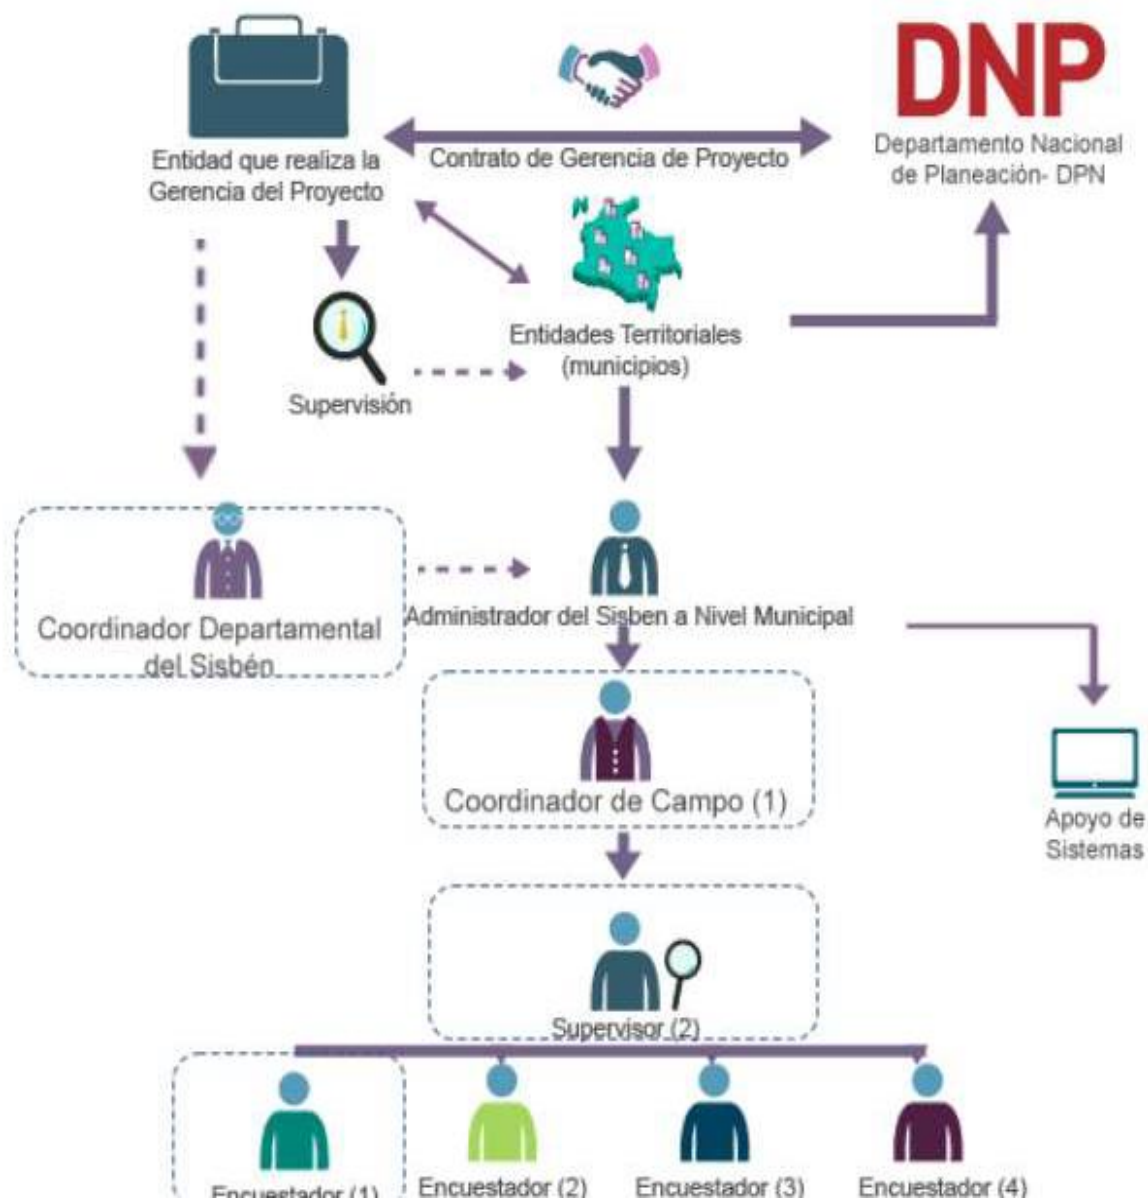 DNP
Departamento Nacional
de Planeación- DPN
Entidad que realiza la
Gerencia del Proyecto
Contrato de Gerencia de Proyecto
Entidades Territoriales
(municipios)
Supervisión
Coordinador Departamental
del Sisbén
Administrador del Sisben a Nivel Municipal
Coordinador de Campo (1)
Apoyo de
Sistemas
Supervisor (2)
Encuestador (1)
Encuestador (2)
Encuestador (3)
Encuestador (4)